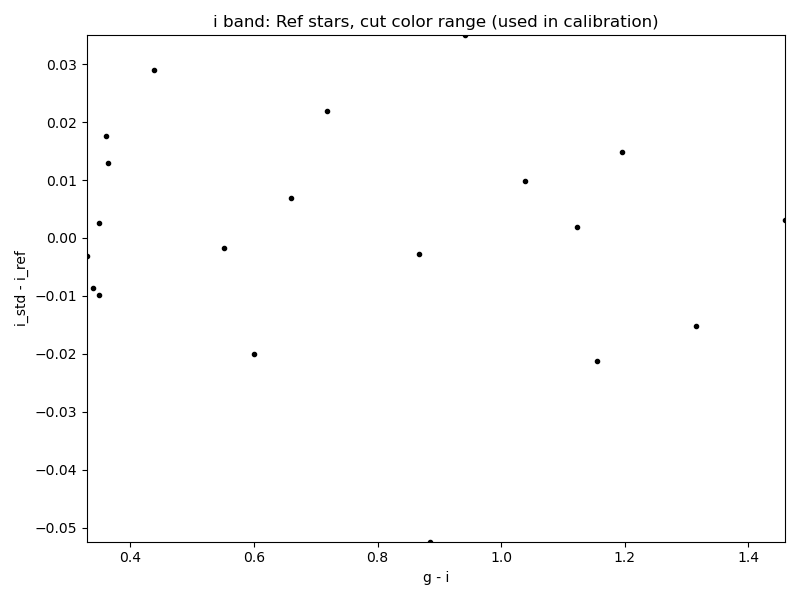 i band: Ref stars, cut color range (used in calibration)
0.03
0.02
0.01
0.00
−0.01
−0.02
−0.03
−0.04
−0.05
i_std - i_ref
0.4 0.6 0.8 1.0 1.2 1.4
g - i